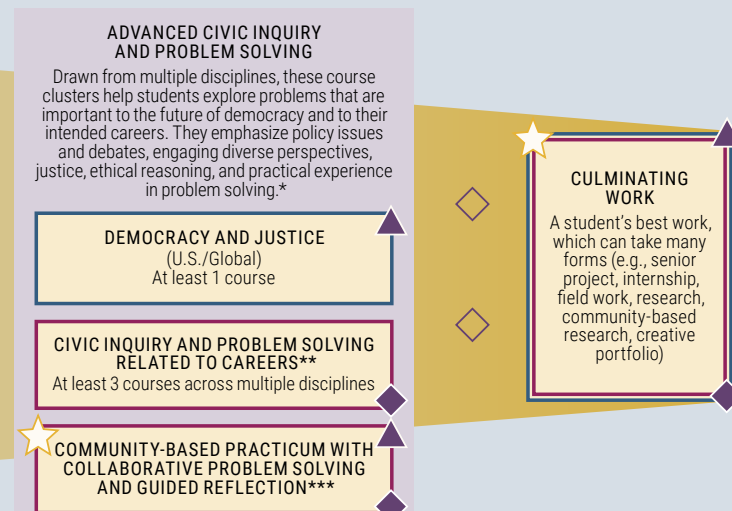 ADVANCED CIVIC INQUIRY
AND PROBLEM SOLVING
Drawn from multiple disciplines, these course
clusters help students explore problems that are
important to the future of democracy and to their
intended careers. They emphasize policy issues
and debates, engaging diverse perspectives,
justice, ethical reasoning, and practical experience
in problem solving.*
DEMOCRACY AND JUSTICE
(U.S./Global)
At least 1 course
CIVIC INQUIRY AND PROBLEM SOLVING
RELATED TO CAREERS**
At least 3 courses across multiple disciplines
COMMUNITY-BASED PRACTICUM WITH
COLLABORATIVE PROBLEM SOLVING
AND GUIDED REFLECTION***
CULMINATING
WORK
A student’s best work,
which can take many
forms (e.g., senior
project, internship,
field work, research,
community-based
research, creative
portfolio)